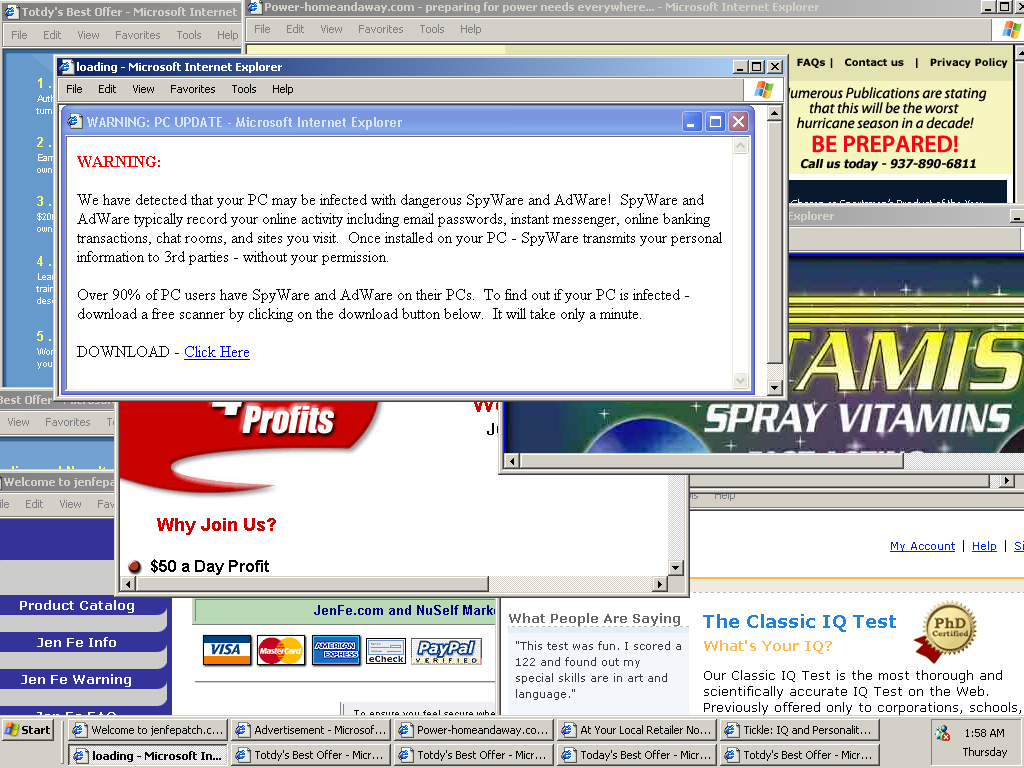 Totdy's Best Offer - Microsoft Internet
File Edit View Favorites Tools Help
Power-homeandaway.com - preparing for power needs everywhere... - Microsoft Internet Explorer
File Edit View Favorites Tools Help
FAQs | Contact us | Privacy Policy
Numerous Publications are stating
that this will be the worst
hurricane season in a decade!
BE PREPARED!
Call us today - 937-890-6811
1.
2.
3.
4.
5.
loading - Microsoft Internet Explorer
File Edit View Favorites Tools Help
WARNING: PC UPDATE - Microsoft Internet Explorer
WARNING:
We have detected that your PC may be infected with dangerous SpyWare and AdWare! SpyWare and
AdWare typically record your online activity including email passwords, instant messenger, online banking
transactions, chat rooms, and sites you visit. Once installed on your PC - SpyWare transmits your personal
information to 3rd parties - without your permission.
Over 90% of PC users have SpyWare and AdWare on their PCs. To find out if your PC is infected -
download a free scanner by clicking on the download button below. It will take only a minute.
DOWNLOAD - Click Here
Explorer
TAMIS
SPRAY VITAMINS
Best Offer
View Favorites
4 Profits
Why Join Us?
$50 a Day Profit
Welcome to jenfepa
File Edit View Fav
Help
My Account | Help | Si
Product Catalog
Jen Fe Info
Jen Fe Warning
Jen Fe FAQ
JenFe.com and NuSelf Marke
VISA MasterCard AMERICAN EXPRESS eCheck PayPal VERIFIED
To ensure you feel secure whe
What People Are Saying
"This test was fun. I scored a
122 and found out my
special skills are in art and
language."
The Classic IQ Test
What's Your IQ?
PhD Certified
Our Classic IQ Test is the most thorough and
scientifically accurate IQ Test on the Web.
Previously offered only to corporations, schools,
Start
Welcome to jenfepatch.c...
Advertisement - Microsof...
Power-homeandaway.co...
At Your Local Retailer No...
Tickle: IQ and Personalit...
loading - Microsoft In...
Totdy's Best Offer - Micr...
Totdy's Best Offer - Micr...
Today's Best Offer - Micr...
Totdy's Best Offer - Micr...
1:58 AM
Thursday